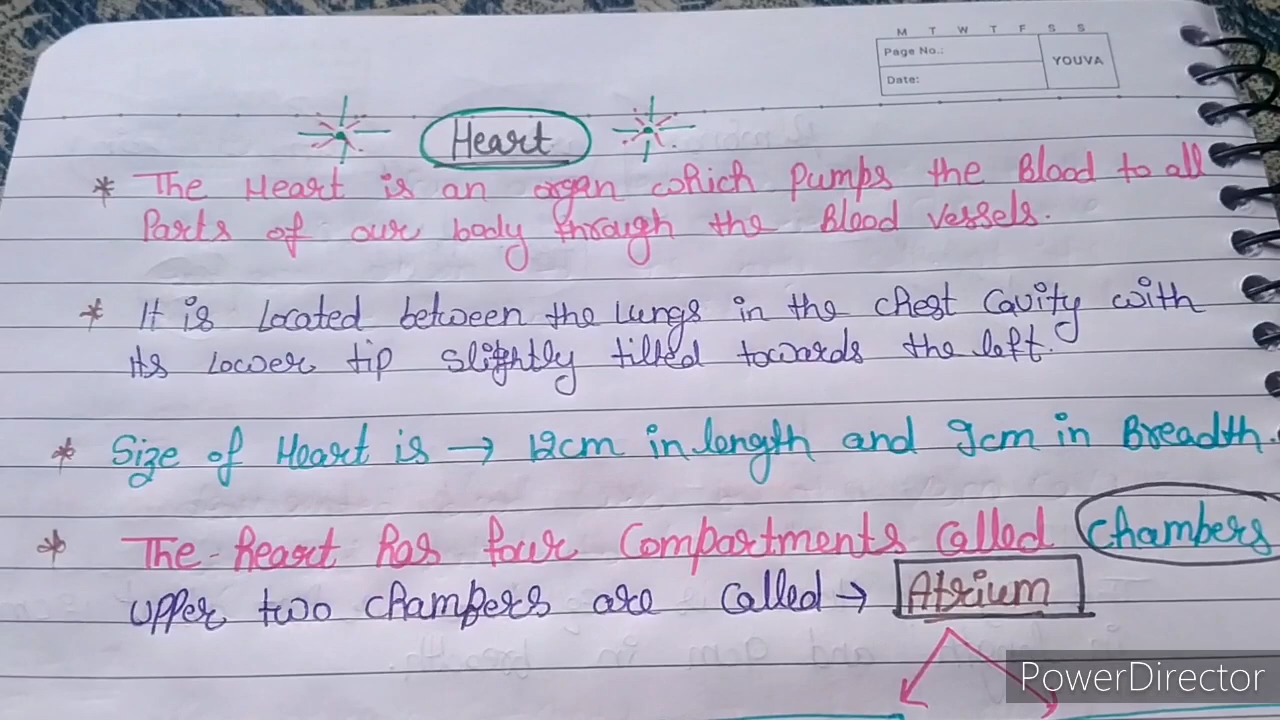 M T W T F S S
Page No.:
Date:
YOUVA
Heart
* The Heart is an organ which Pumps the Blood to all
Parts of our body through the Blood vessels.
* It is Located between the Lungs in the chest Cavity with
its Lower tip slightly tilled towards the left.
* Size of Heart is → 12cm in length and 9cm in Breadth.
* The Heart has four Compartments Called Chambers
upper two chambers are Called → Atrium
PowerDirector